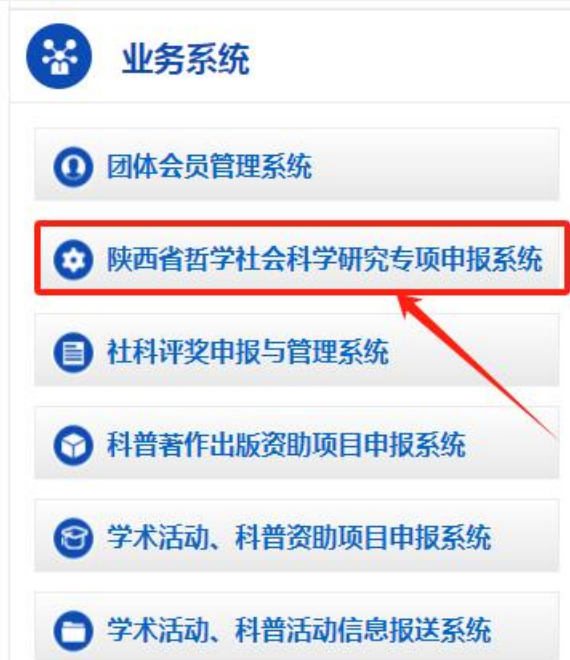 业务系统
团体会员管理系统
陕西省哲学社会科学研究专项申报系统
社科评奖申报与管理系统
科普著作出版资助项目申报系统
学术活动、科普资助项目申报系统
学术活动、科普活动信息报送系统